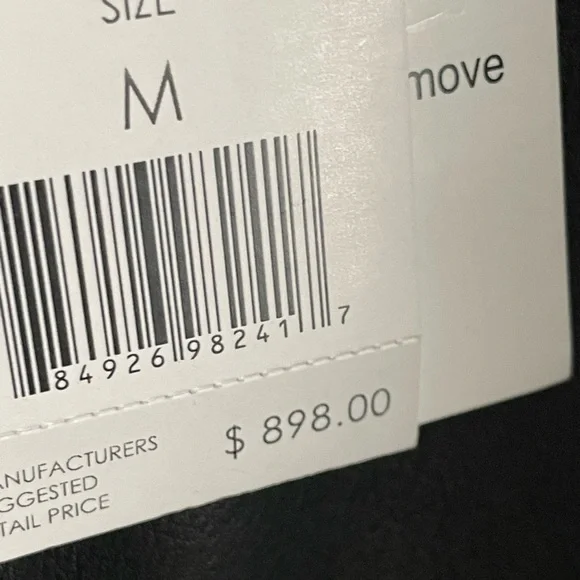 SIZE
M
move
84926 98241 7
$ 898.00
ANUFACTURERS
GGESTED
TAIL PRICE